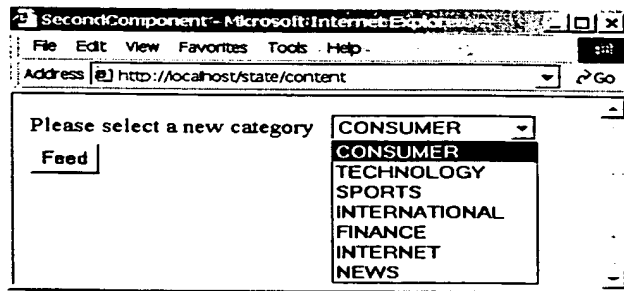 SecondComponent - Microsoft Internet Explorer
File Edit View Favorites Tools Help
Address http://localhost/state/content Go
Please select a new category CONSUMER
Feed
CONSUMER
TECHNOLOGY
SPORTS
INTERNATIONAL
FINANCE
INTERNET
NEWS